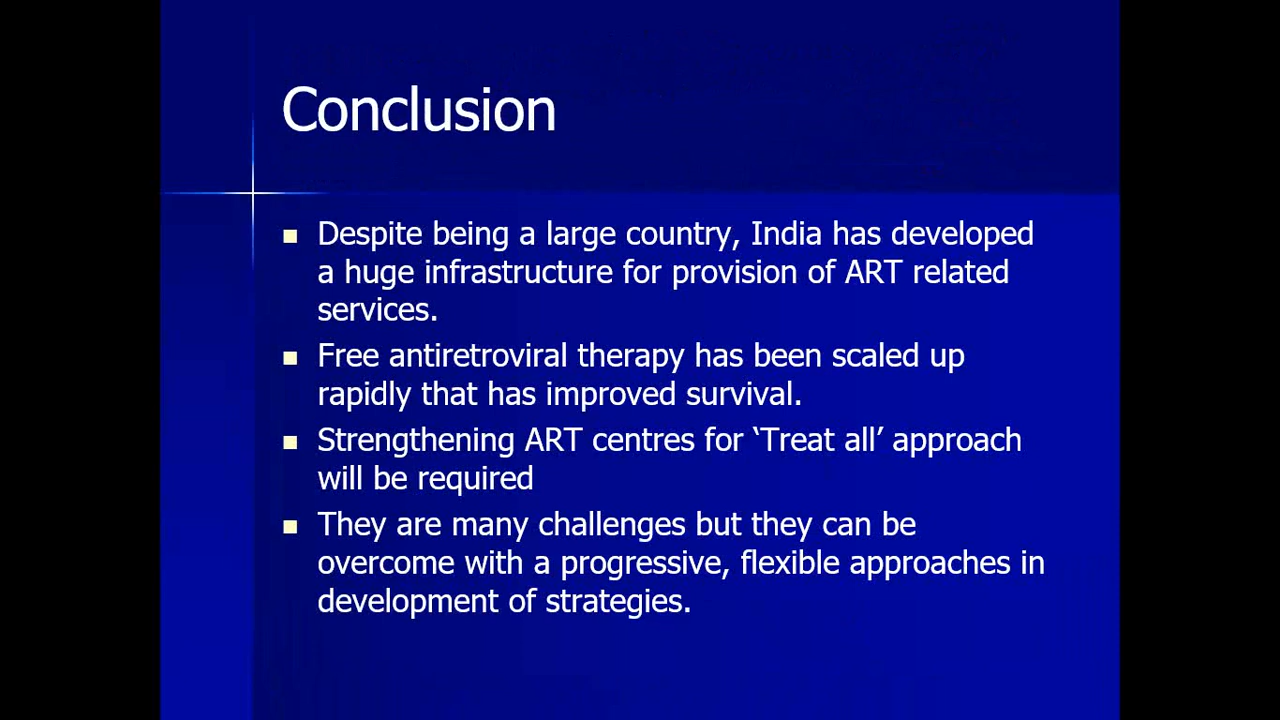 Conclusion
Despite being a large country, India has developed
a huge infrastructure for provision of ART related
services.
Free antiretroviral therapy has been scaled up
rapidly that has improved survival.
Strengthening ART centres for ‘Treat all’ approach
will be required
They are many challenges but they can be
overcome with a progressive, flexible approaches in
development of strategies.